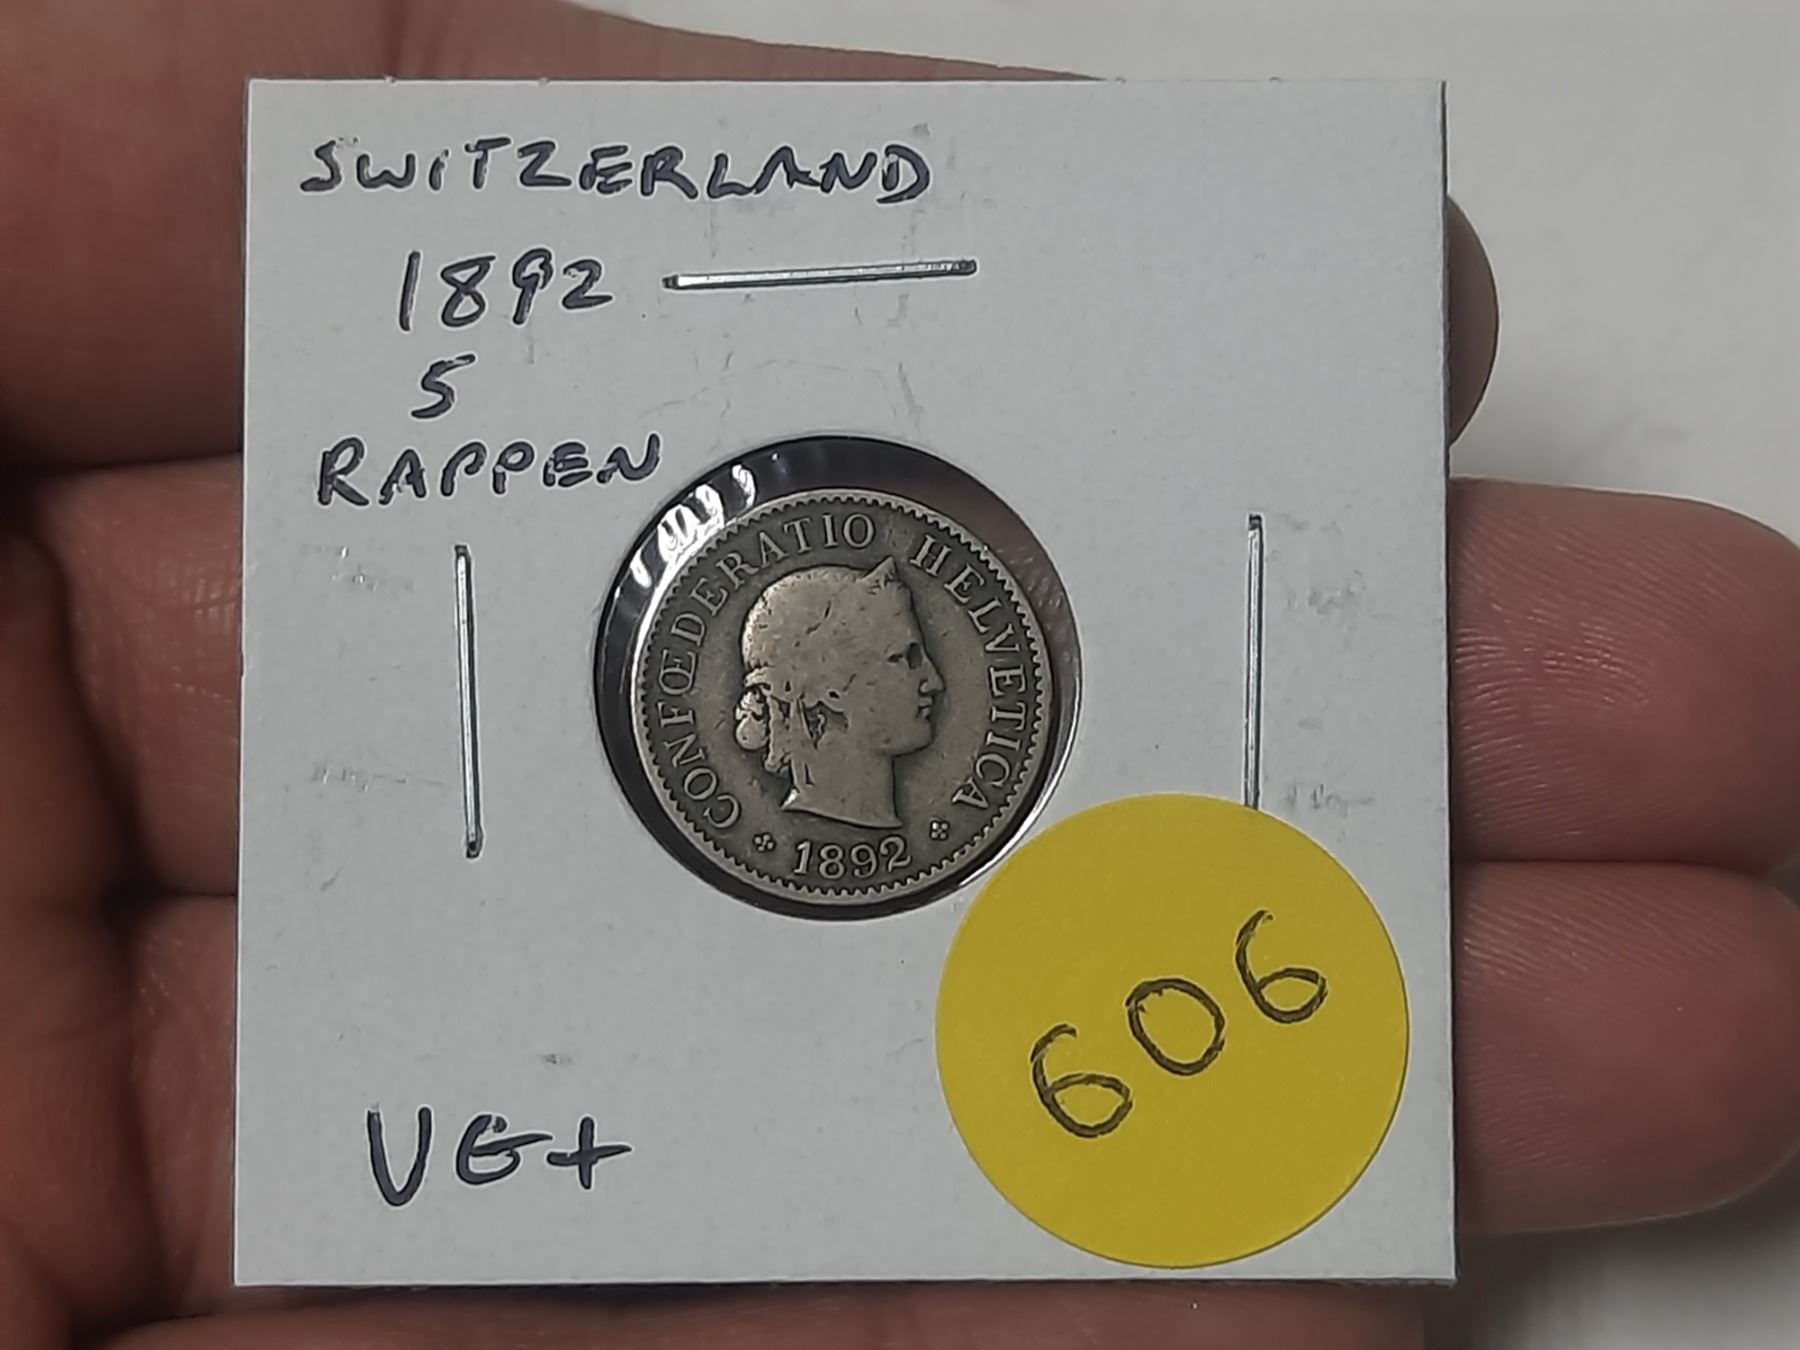 SWITZERLAND
1892
5
RAPPEN
CONFŒDERATIO HELVETICA
1892
606
VG+